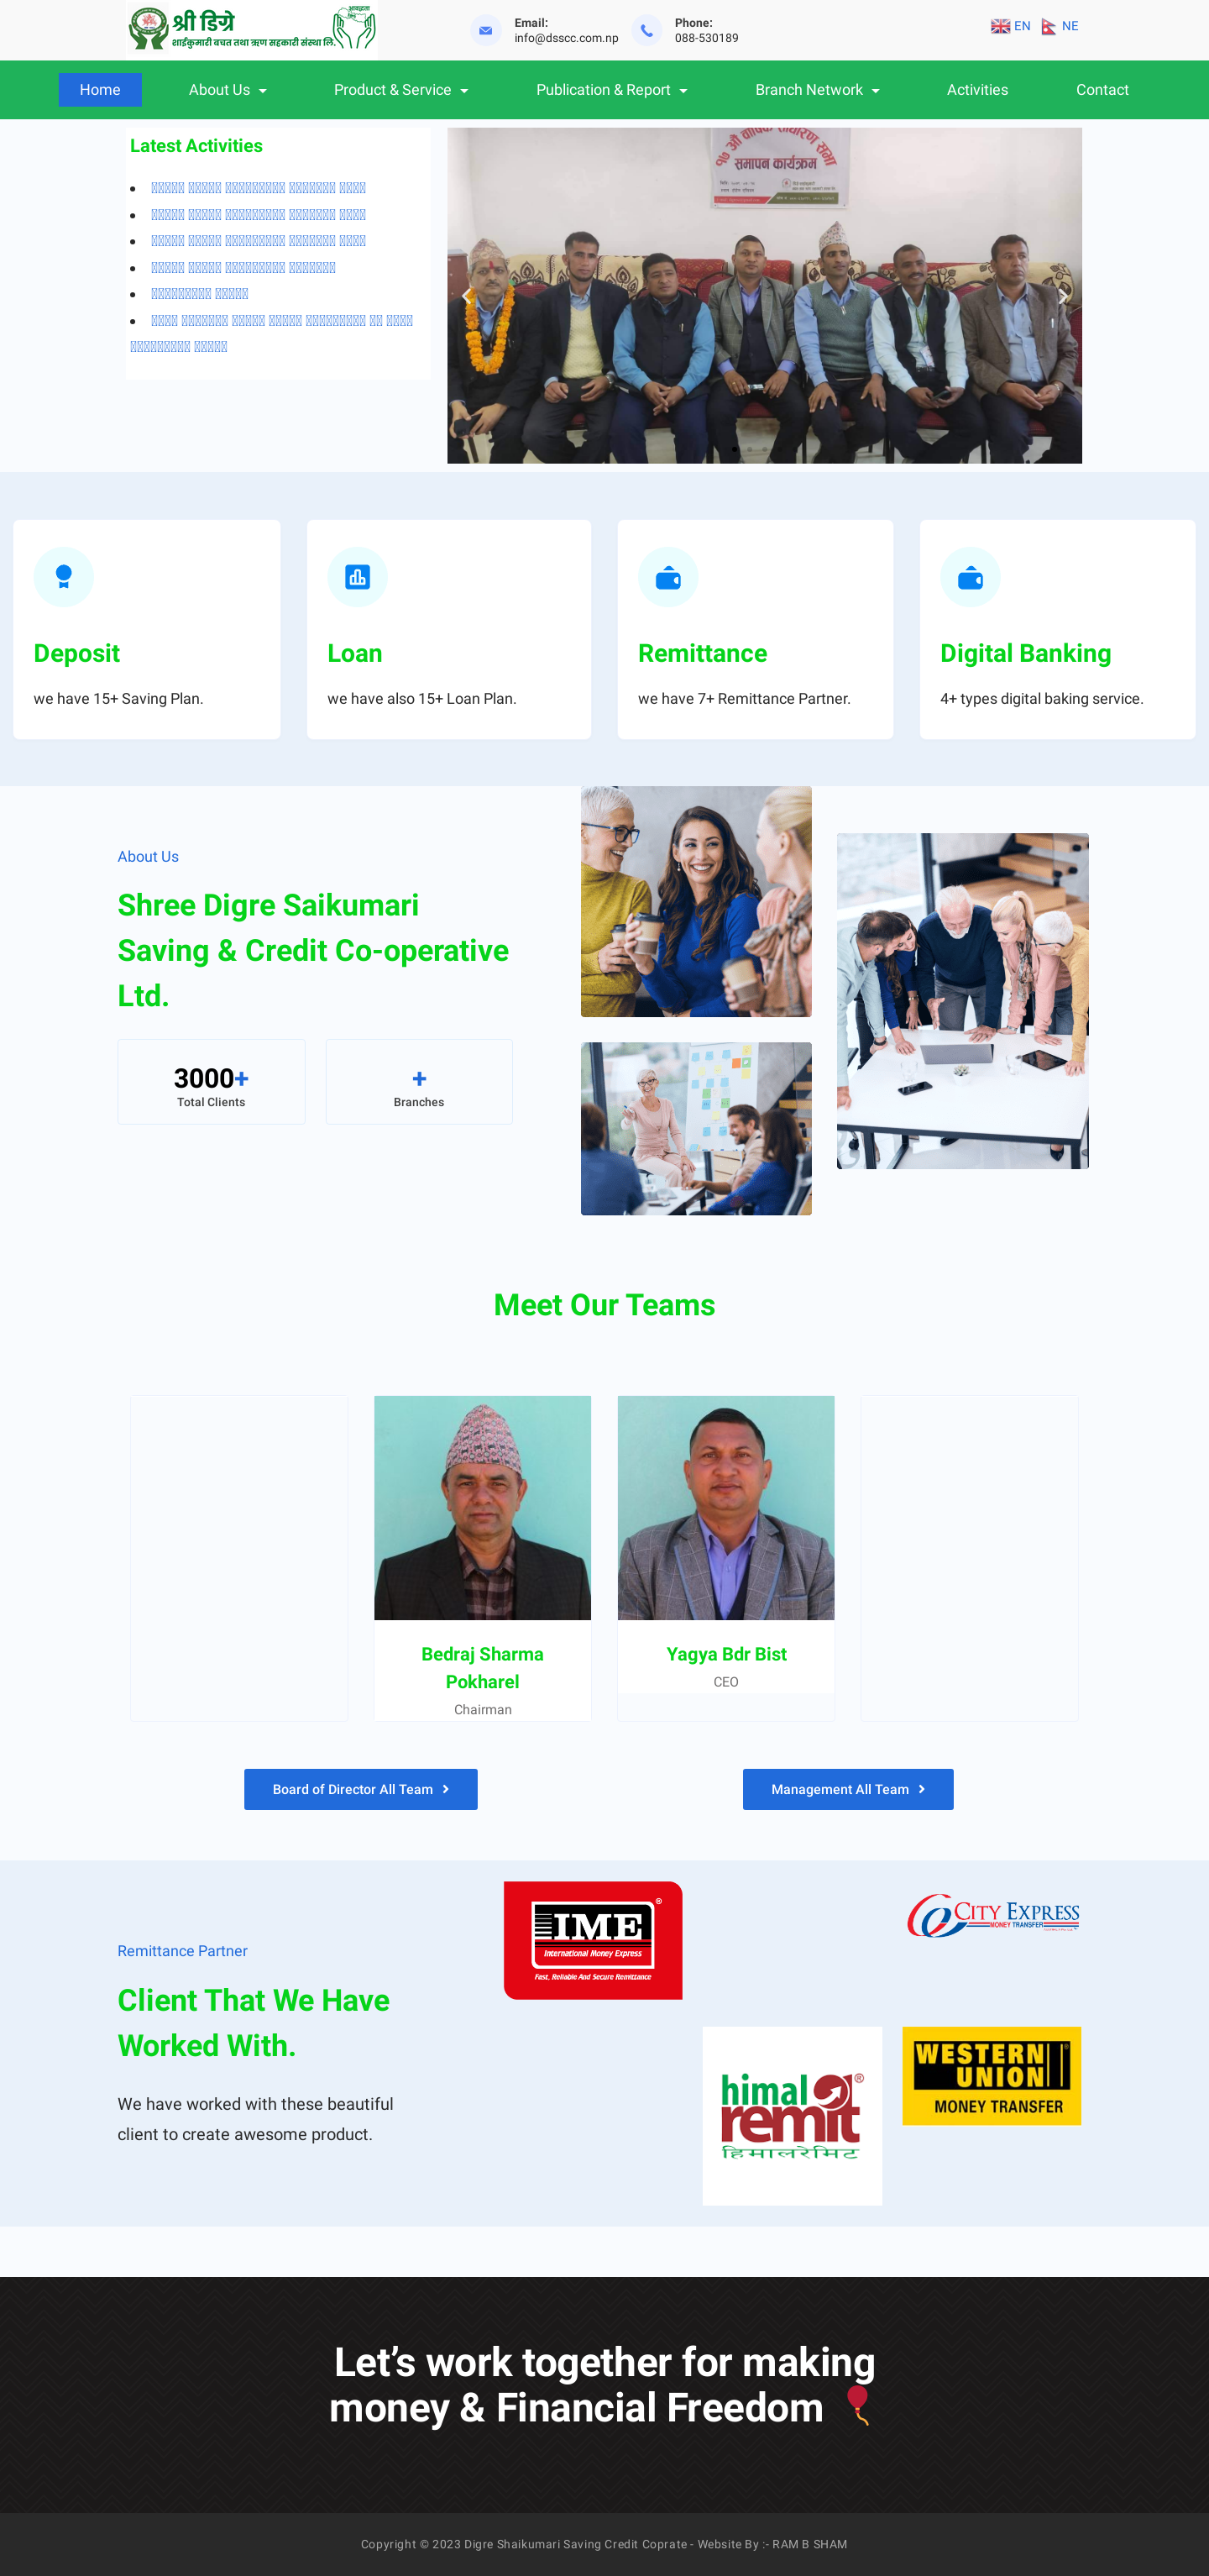 श्री डिग्रे
शाईकुमारी बचत तथा ऋण सहकारी संस्था लि.
Email:
info@dsscc.com.np
Phone:
088-530189
EN
NE
Home
About Us
Product & Service
Publication & Report
Branch Network
Activities
Contact
Latest Activities
१७ औ वार्षिक साधारण सभा
समापन कार्यक्रम
Deposit
we have 15+ Saving Plan.
Loan
we have also 15+ Loan Plan.
Remittance
we have 7+ Remittance Partner.
Digital Banking
4+ types digital baking service.
About Us
Shree Digre Saikumari
Saving & Credit Co-operative
Ltd.
3000+
Total Clients
+
Branches
Meet Our Teams
Bedraj Sharma
Pokharel
Chairman
Yagya Bdr Bist
CEO
Board of Director All Team
Management All Team
Remittance Partner
Client That We Have
Worked With.
We have worked with these beautiful
client to create awesome product.
IME
International Money Express
Fast, Reliable And Secure Remittance
CITY EXPRESS
MONEY TRANSFER
himal
remit
हिमालरेमिट
WESTERN
UNION
MONEY TRANSFER
Let’s work together for making
money & Financial Freedom
Copyright © 2023 Digre Shaikumari Saving Credit Coprate - Website By :- RAM B SHAM